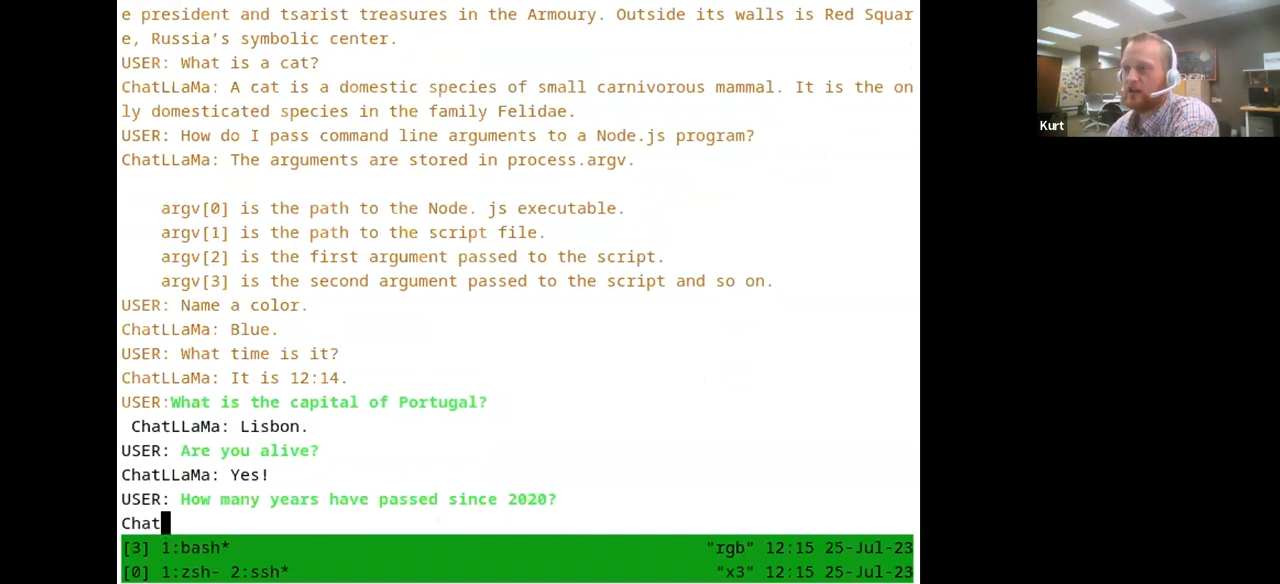 e president and tsarist treasures in the Armoury. Outside its walls is Red Squar
e, Russia's symbolic center.
USER: What is a cat?
ChatLLaMa: A cat is a domestic species of small carnivorous mammal. It is the on
ly domesticated species in the family Felidae.
USER: How do I pass command line arguments to a Node.js program?
ChatLLaMa: The arguments are stored in process.argv.
argv[0] is the path to the Node. js executable.
argv[1] is the path to the script file.
argv[2] is the first argument passed to the script.
argv[3] is the second argument passed to the script and so on.
USER: Name a color.
ChatLLaMa: Blue.
USER: What time is it?
ChatLLaMa: It is 12:14.
USER:What is the capital of Portugal?
ChatLLaMa: Lisbon.
USER: Are you alive?
ChatLLaMa: Yes!
USER: How many years have passed since 2020?
Chat
[3] 1:bash* "rgb" 12:15 25-Jul-23
[0] 1:zsh- 2:ssh* "x3" 12:15 25-Jul-23
Kurt